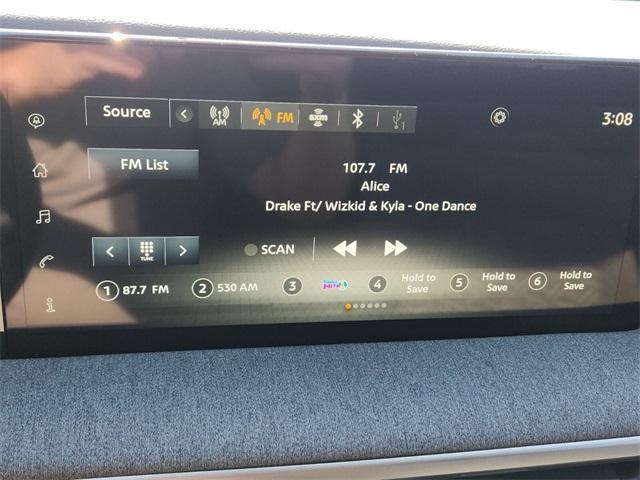 Source AM FM sxm 1 3:08
FM List
107.7 FM
Alice
Drake Ft/ Wizkid & Kyla - One Dance
TUNE SCAN
1 87.7 FM 2 530 AM 3 4 Hold to Save 5 Hold to Save 6 Hold to Save